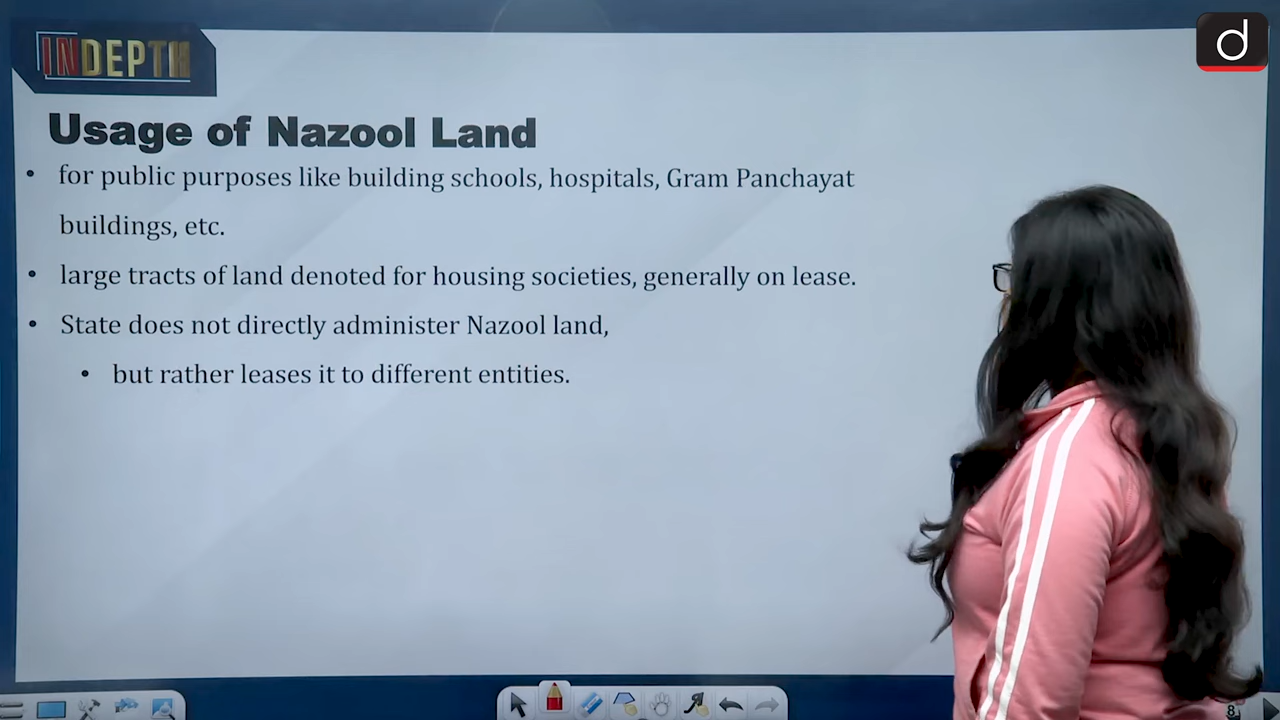 INDEPTH
d
Usage of Nazool Land
• for public purposes like building schools, hospitals, Gram Panchayat
buildings, etc.
• large tracts of land denoted for housing societies, generally on lease.
• State does not directly administer Nazool land,
• but rather leases it to different entities.
8